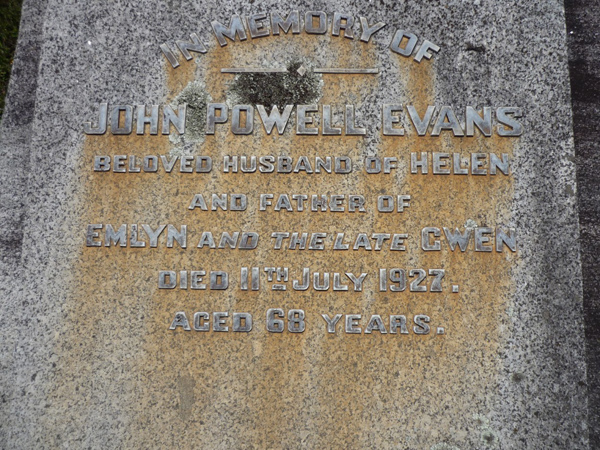 IN MEMORY OF
JOHN POWELL EVANS
BELOVED HUSBAND OF HELEN
AND FATHER OF
EMLYN AND THE LATE GWEN
DIED 11TH JULY 1927.
AGED 68 YEARS.